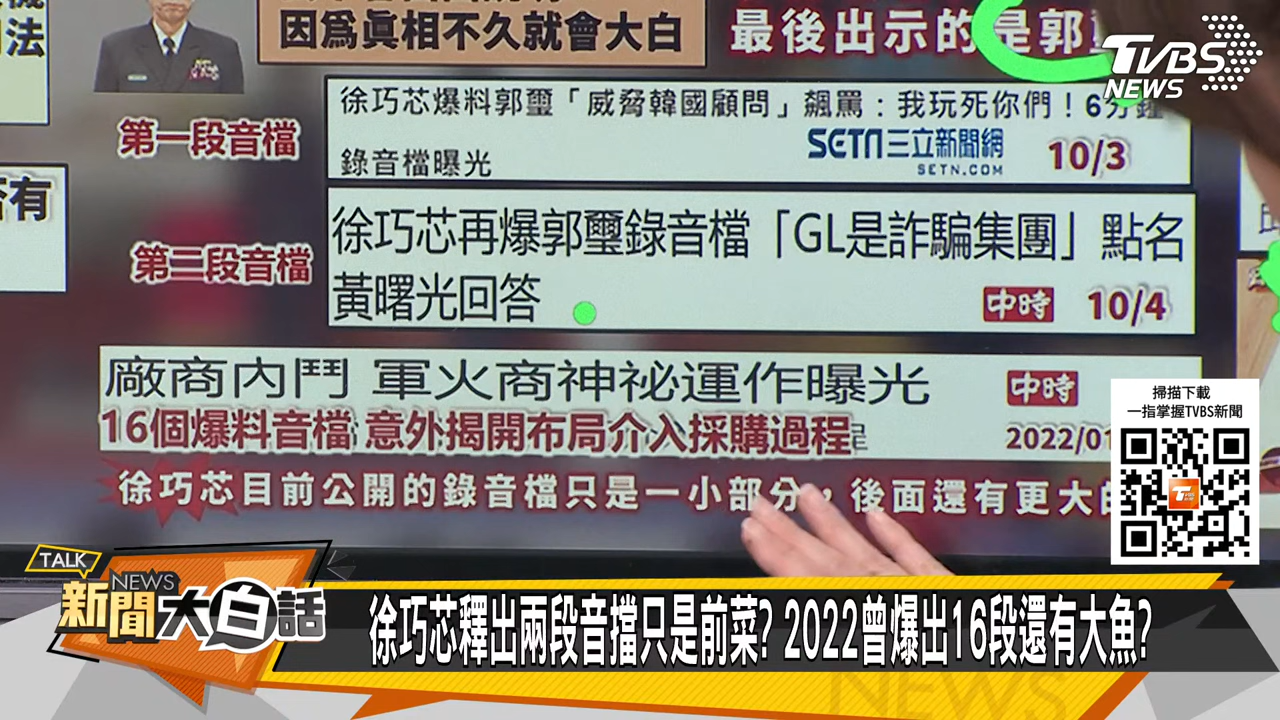 法
因為真相不久就會大白
最後出示的是郭
TVBS
NEWS
第一段音檔
徐巧芯爆料郭璽「威脅韓國顧問」飆罵：我玩死你們！6分鐘
錄音檔曝光
SETN三立新聞網
SETN.COM
10/3
有
第二段音檔
徐巧芯再爆郭璽錄音檔「GL是詐騙集團」點名
黃曙光回答
中時 10/4
廠商內鬥 軍火商神祕運作曝光
中時
16個爆料音檔 意外揭開布局介入採購過程
2022/01
徐巧芯目前公開的錄音檔只是一小部分，後面還有更大的
掃描下載
一指掌握TVBS新聞
TALK
NEWS
新聞大白話
徐巧芯釋出兩段音擋只是前菜? 2022曾爆出16段還有大魚?
NEWS